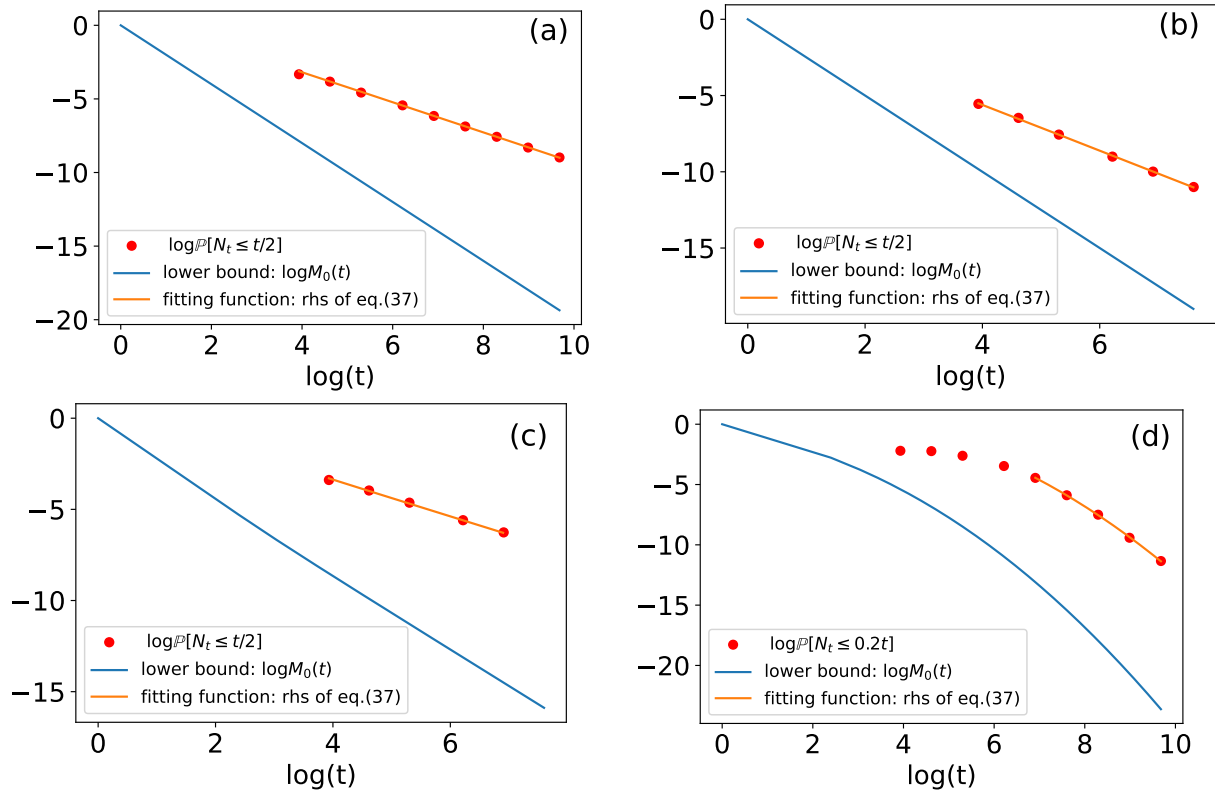 (a)
0
−5
−10
−15
−20
0 2 4 6 8 10
log(t)
logℙ[N_t ≤ t/2]
lower bound: logM_0(t)
fitting function: rhs of eq.(37)
(b)
0
−5
−10
−15
0 2 4 6
log(t)
logℙ[N_t ≤ t/2]
lower bound: logM_0(t)
fitting function: rhs of eq.(37)
(c)
0
−5
−10
−15
0 2 4 6
log(t)
logℙ[N_t ≤ t/2]
lower bound: logM_0(t)
fitting function: rhs of eq.(37)
(d)
0
−5
−10
−15
−20
0 2 4 6 8 10
log(t)
logℙ[N_t ≤ 0.2t]
lower bound: logM_0(t)
fitting function: rhs of eq.(37)